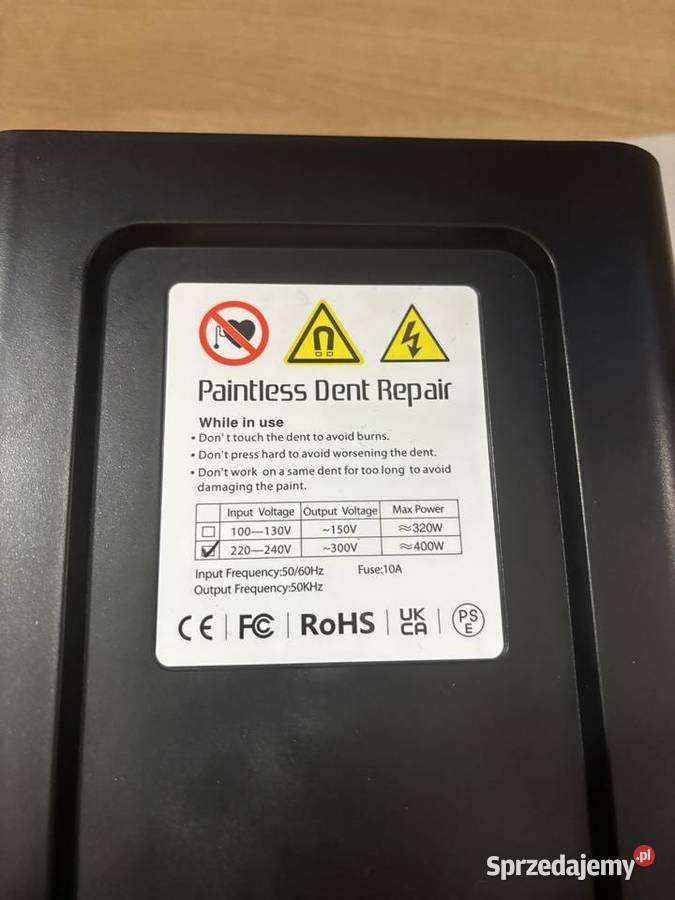 Paintless Dent Repair
While in use
• Don't touch the dent to avoid burns.
• Don't press hard to avoid worsening the dent.
• Don't work on a same dent for too long to avoid
damaging the paint.
Input Voltage Output Voltage Max Power
100—130V ~150V ≈320W
220—240V ~300V ≈400W
Input Frequency:50/60Hz Fuse:10A
Output Frequency:50KHz
CE FC RoHS UK CA PS E
Sprzedajemy.pl